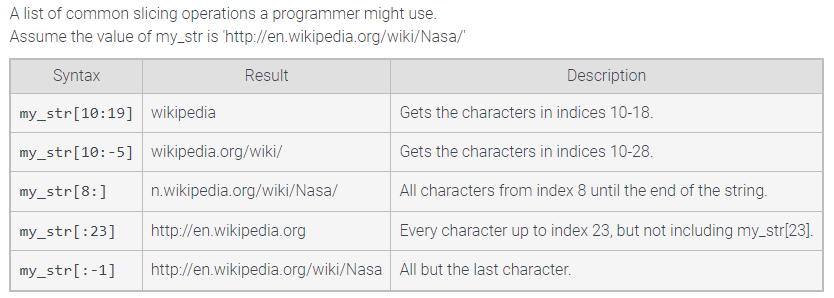 A list of common slicing operations a programmer might use.
Assume the value of my_str is 'http://en.wikipedia.org/wiki/Nasa/'
Syntax Result Description
my_str[10:19] wikipedia Gets the characters in indices 10-18.
my_str[10:-5] wikipedia.org/wiki/ Gets the characters in indices 10-28.
my_str[8:] n.wikipedia.org/wiki/Nasa/ All characters from index 8 until the end of the string.
my_str[:23] http://en.wikipedia.org Every character up to index 23, but not including my_str[23].
my_str[:-1] http://en.wikipedia.org/wiki/Nasa All but the last character.